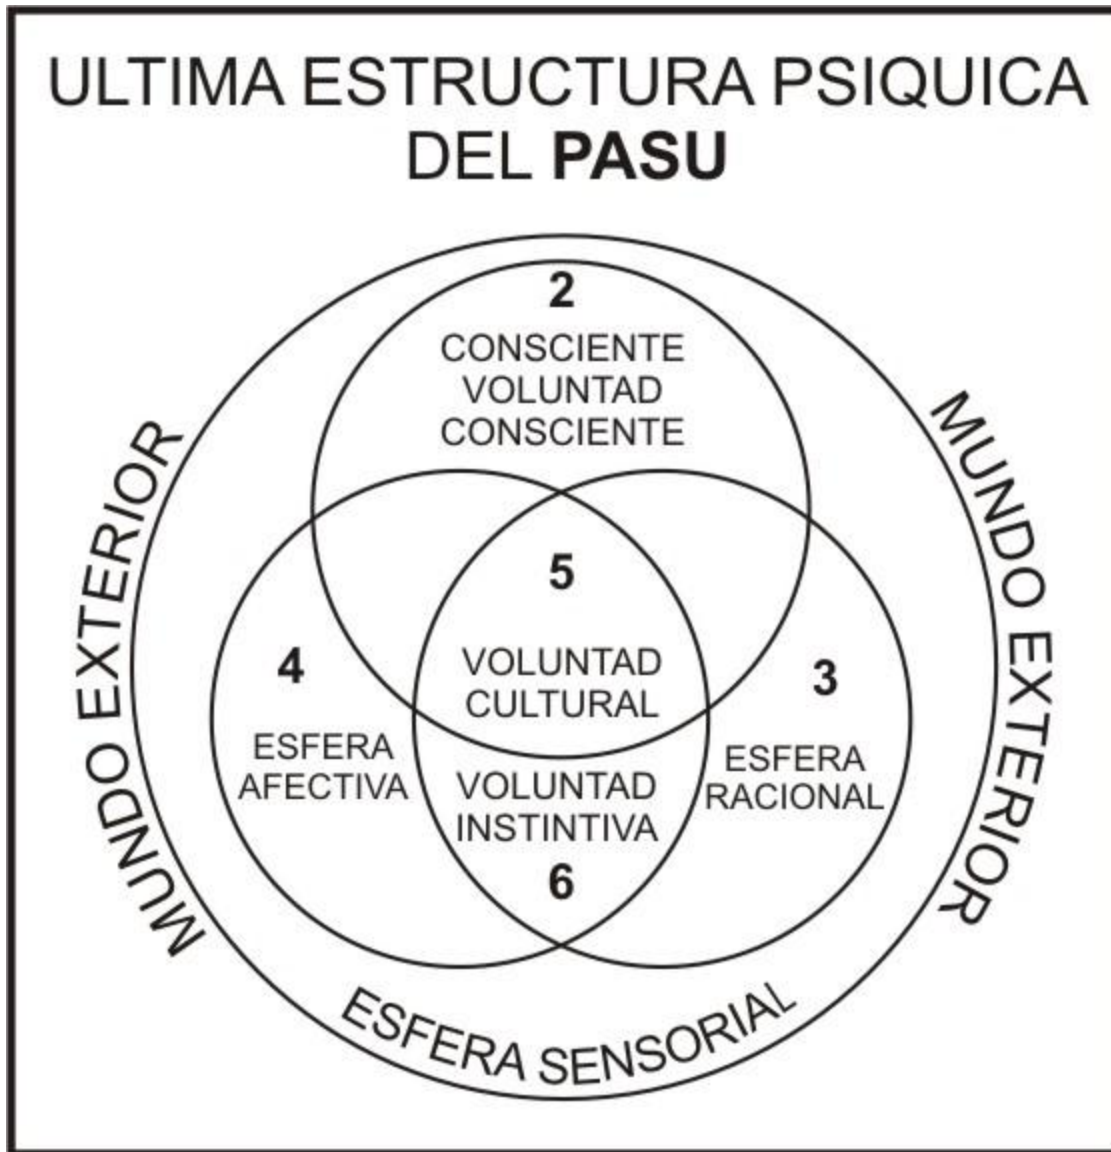 ULTIMA ESTRUCTURA PSIQUICA
DEL PASU
2
CONSCIENTE
VOLUNTAD
CONSCIENTE
MUNDO EXTERIOR
MUNDO EXTERIOR
5
VOLUNTAD
CULTURAL
4
ESFERA
AFECTIVA
3
ESFERA
RACIONAL
VOLUNTAD
INSTINTIVA
6
ESFERA SENSORIAL